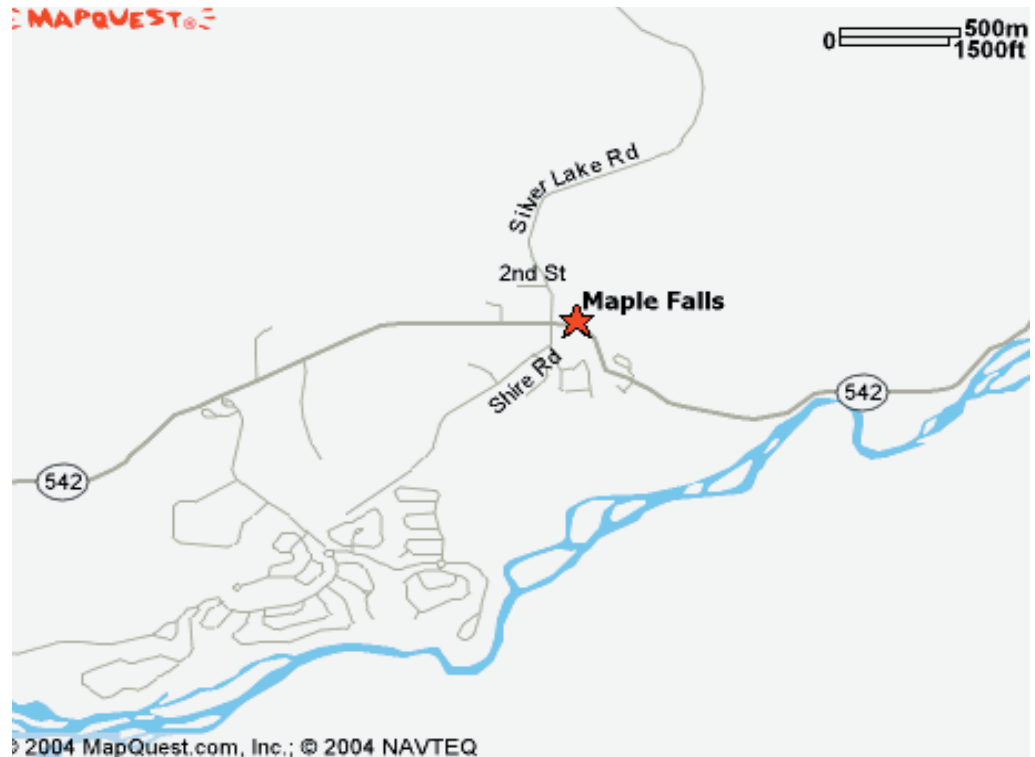 MAPQUEST®
500m
0
1500ft
Silver Lake Rd
2nd St
Maple Falls
Shire Rd
542
542
© 2004 MapQuest.com, Inc.; © 2004 NAVTEQ